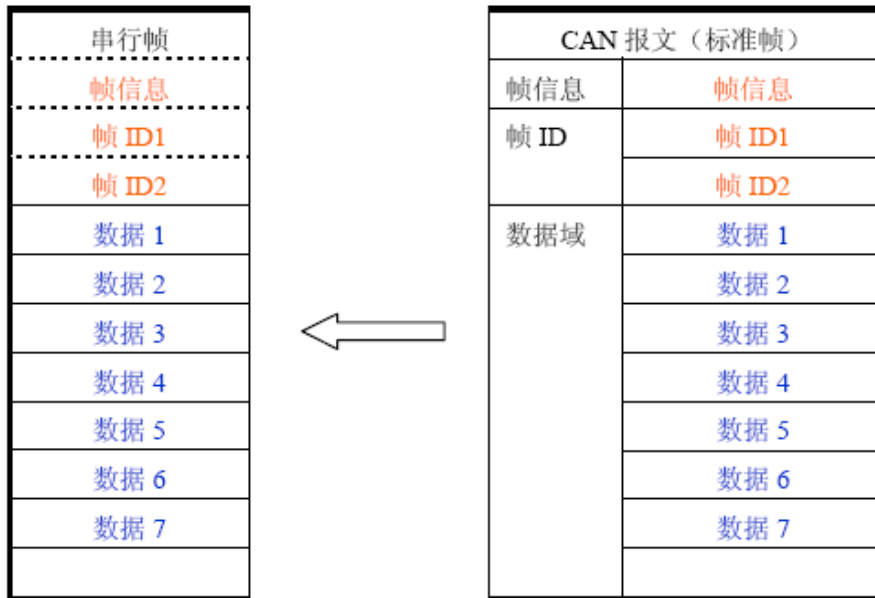 串行帧
帧信息
帧 ID1
帧 ID2
数据 1
数据 2
数据 3
数据 4
数据 5
数据 6
数据 7
CAN 报文（标准帧）
帧信息 帧信息
帧 ID 帧 ID1
帧 ID2
数据域 数据 1
数据 2
数据 3
数据 4
数据 5
数据 6
数据 7